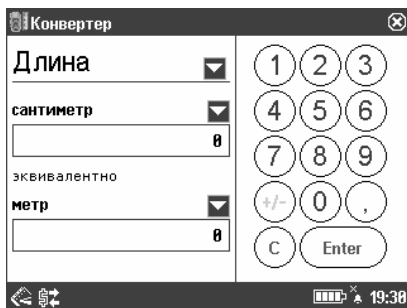 Конвертер
Длина
сантиметр
0
эквивалентно
метр
0
1 2 3
4 5 6
7 8 9
+/- 0 ,
C Enter
19:30